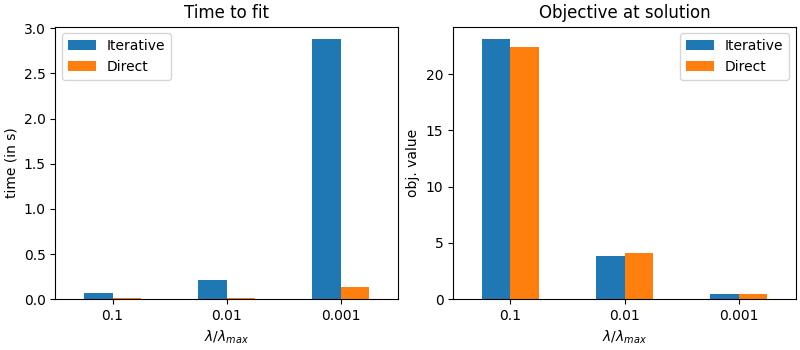 Time to fit
time (in s)
3.0
2.5
2.0
1.5
1.0
0.5
0.0
Iterative
Direct
0.1
0.01
0.001
λ/λmax
Objective at solution
obj. value
20
15
10
5
0
Iterative
Direct
0.1
0.01
0.001
λ/λmax